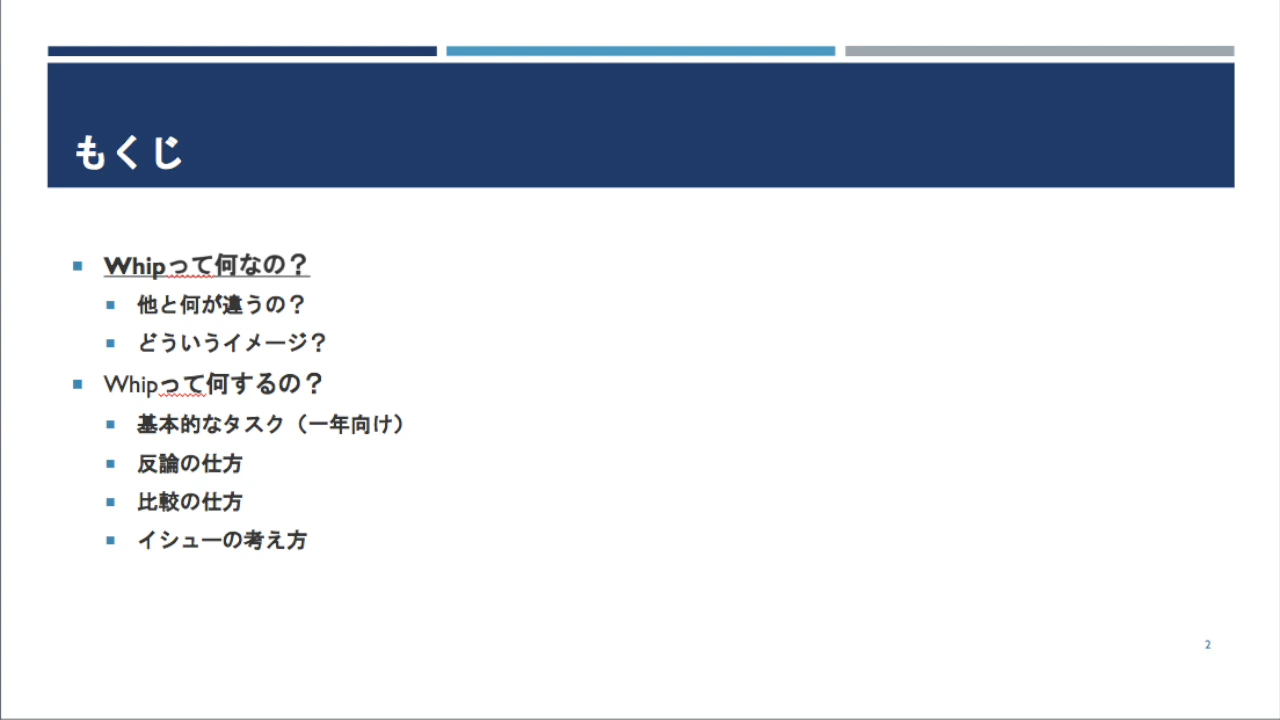 もくじ
Whipって何なの？
他と何が違うの？
どういうイメージ？
Whipって何するの？
基本的なタスク（一年向け）
反論の仕方
比較の仕方
イシューの考え方
2